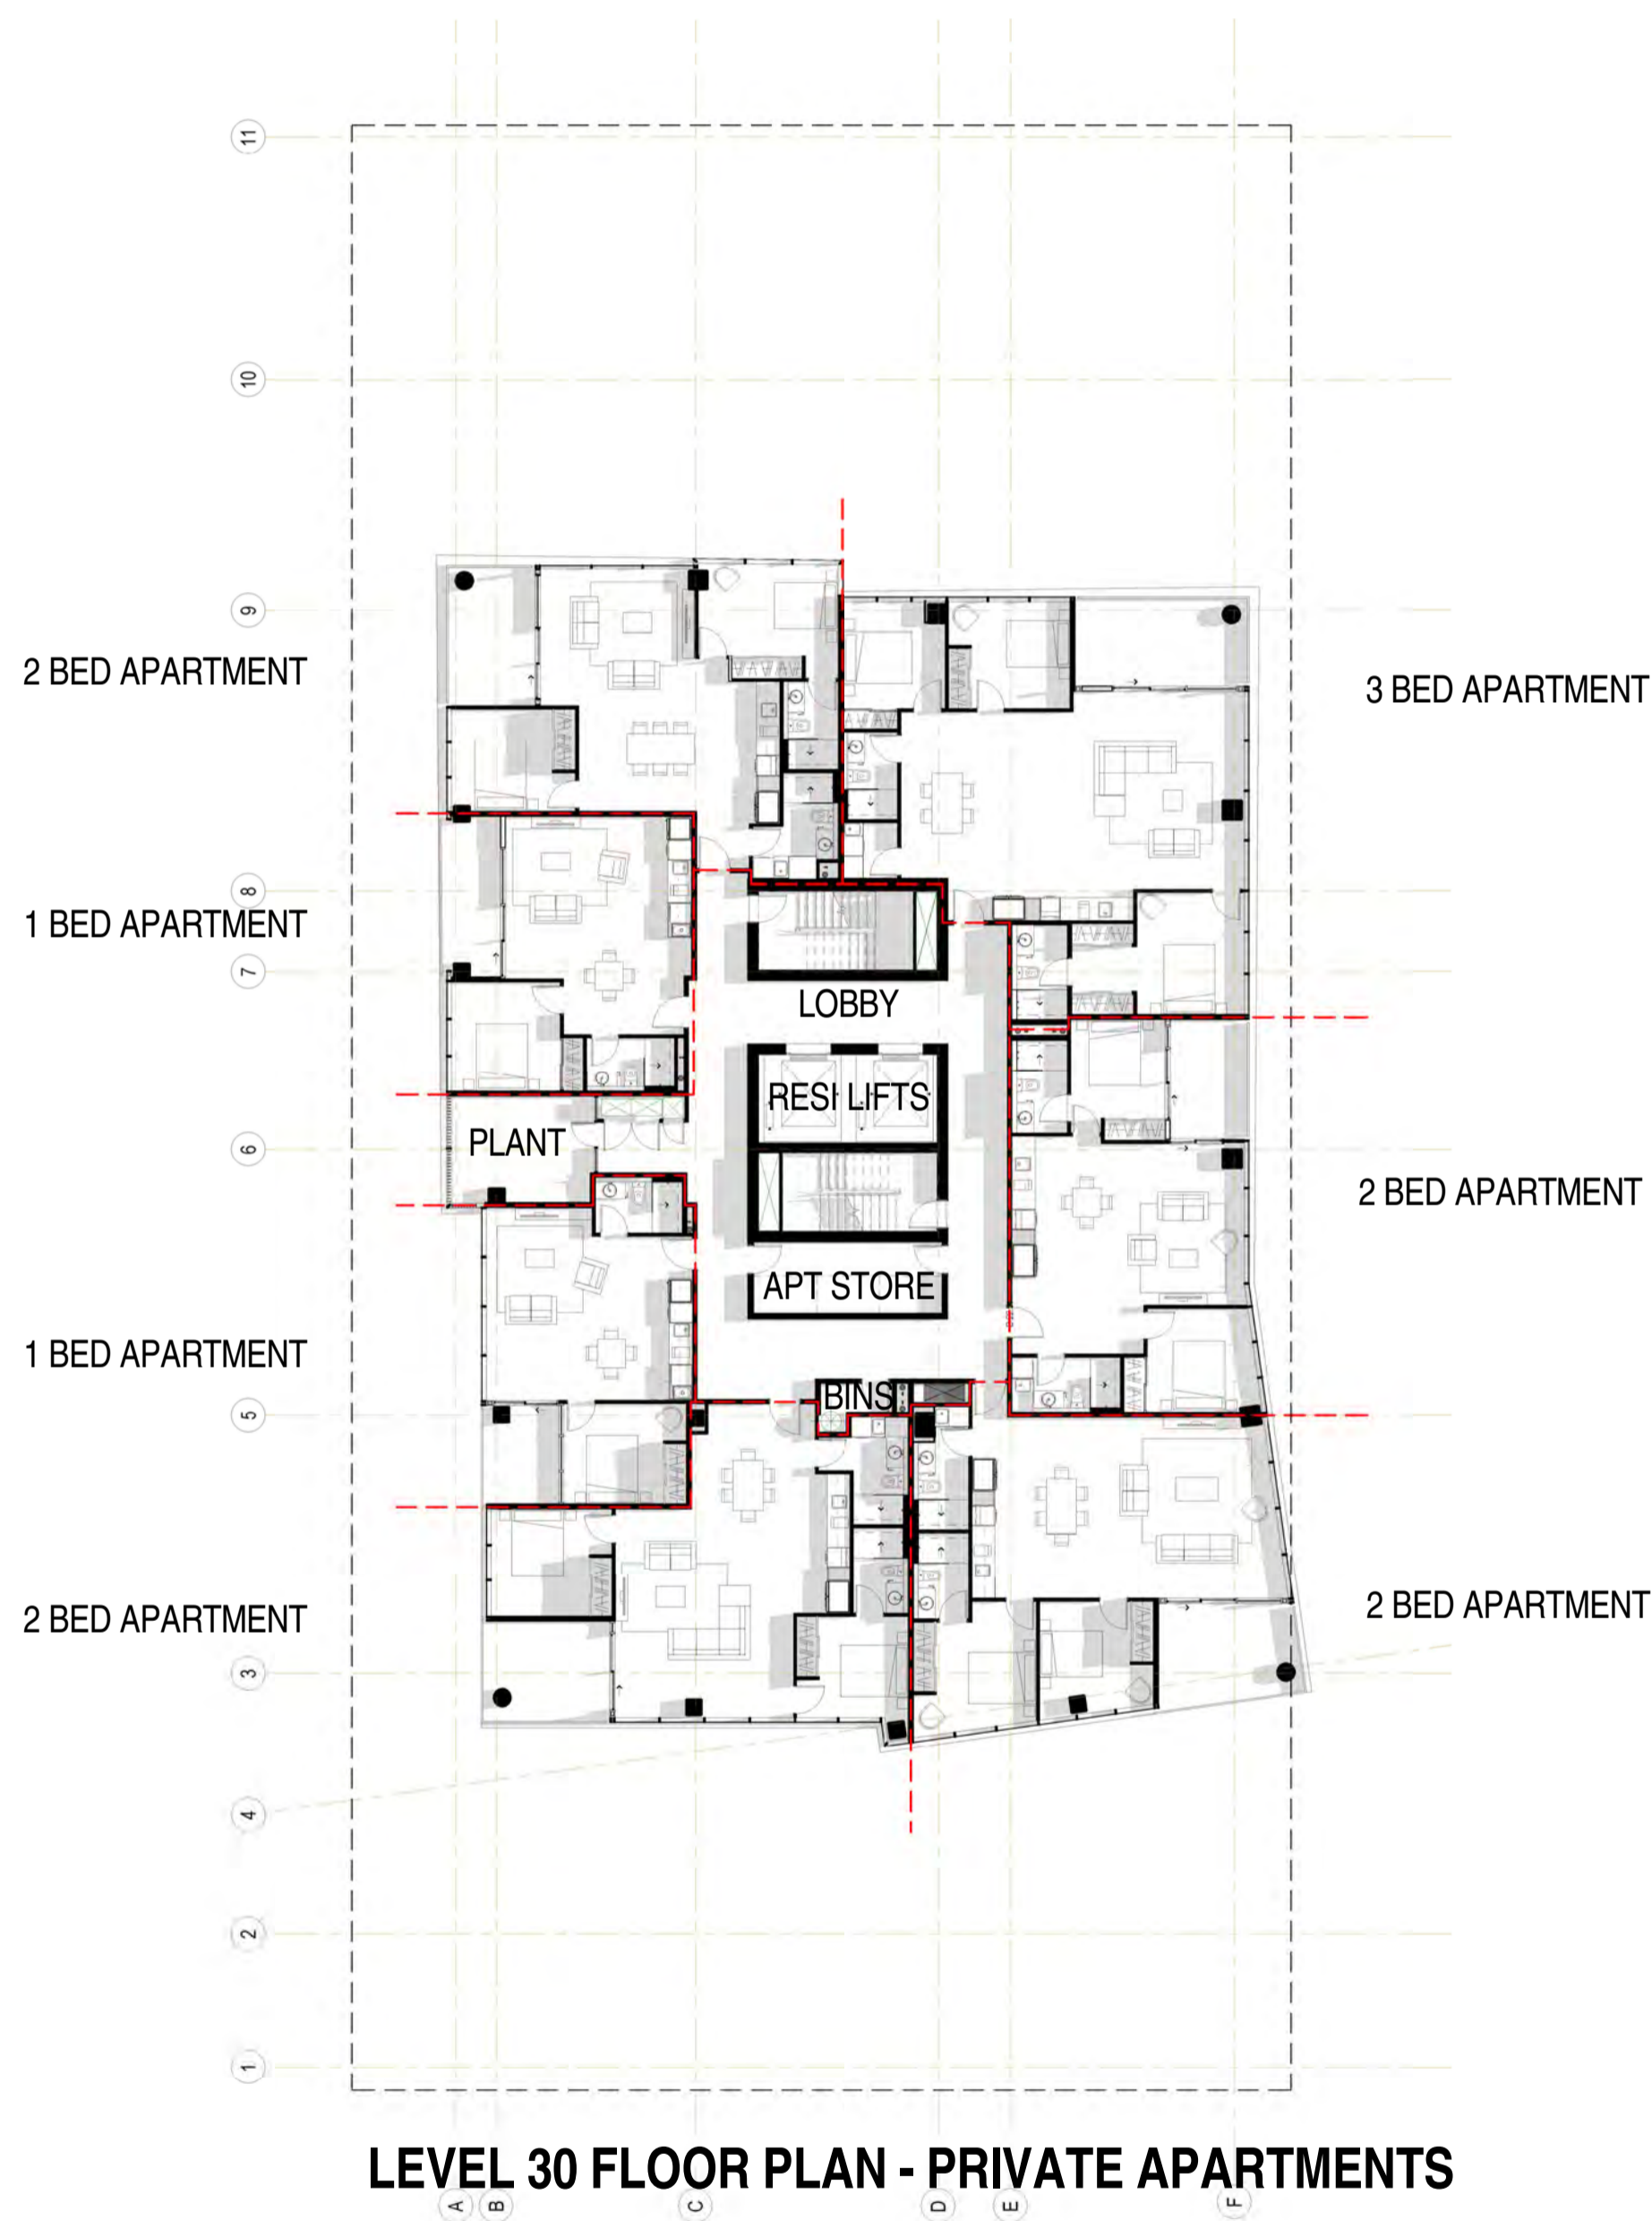 11
10
9
2 BED APARTMENT
3 BED APARTMENT
8
1 BED APARTMENT
7
LOBBY
RESI LIFTS
PLANT
6
2 BED APARTMENT
APT STORE
1 BED APARTMENT
BINS
5
2 BED APARTMENT
2 BED APARTMENT
3
4
2
1
LEVEL 30 FLOOR PLAN - PRIVATE APARTMENTS
A B C D E F